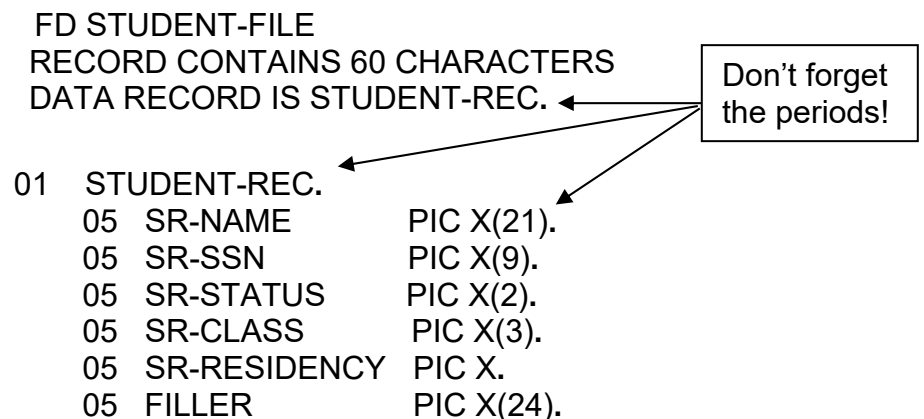 FD STUDENT-FILE
RECORD CONTAINS 60 CHARACTERS
DATA RECORD IS STUDENT-REC.
Don’t forget
the periods!
01 STUDENT-REC.
05 SR-NAME PIC X(21).
05 SR-SSN PIC X(9).
05 SR-STATUS PIC X(2).
05 SR-CLASS PIC X(3).
05 SR-RESIDENCY PIC X.
05 FILLER PIC X(24).